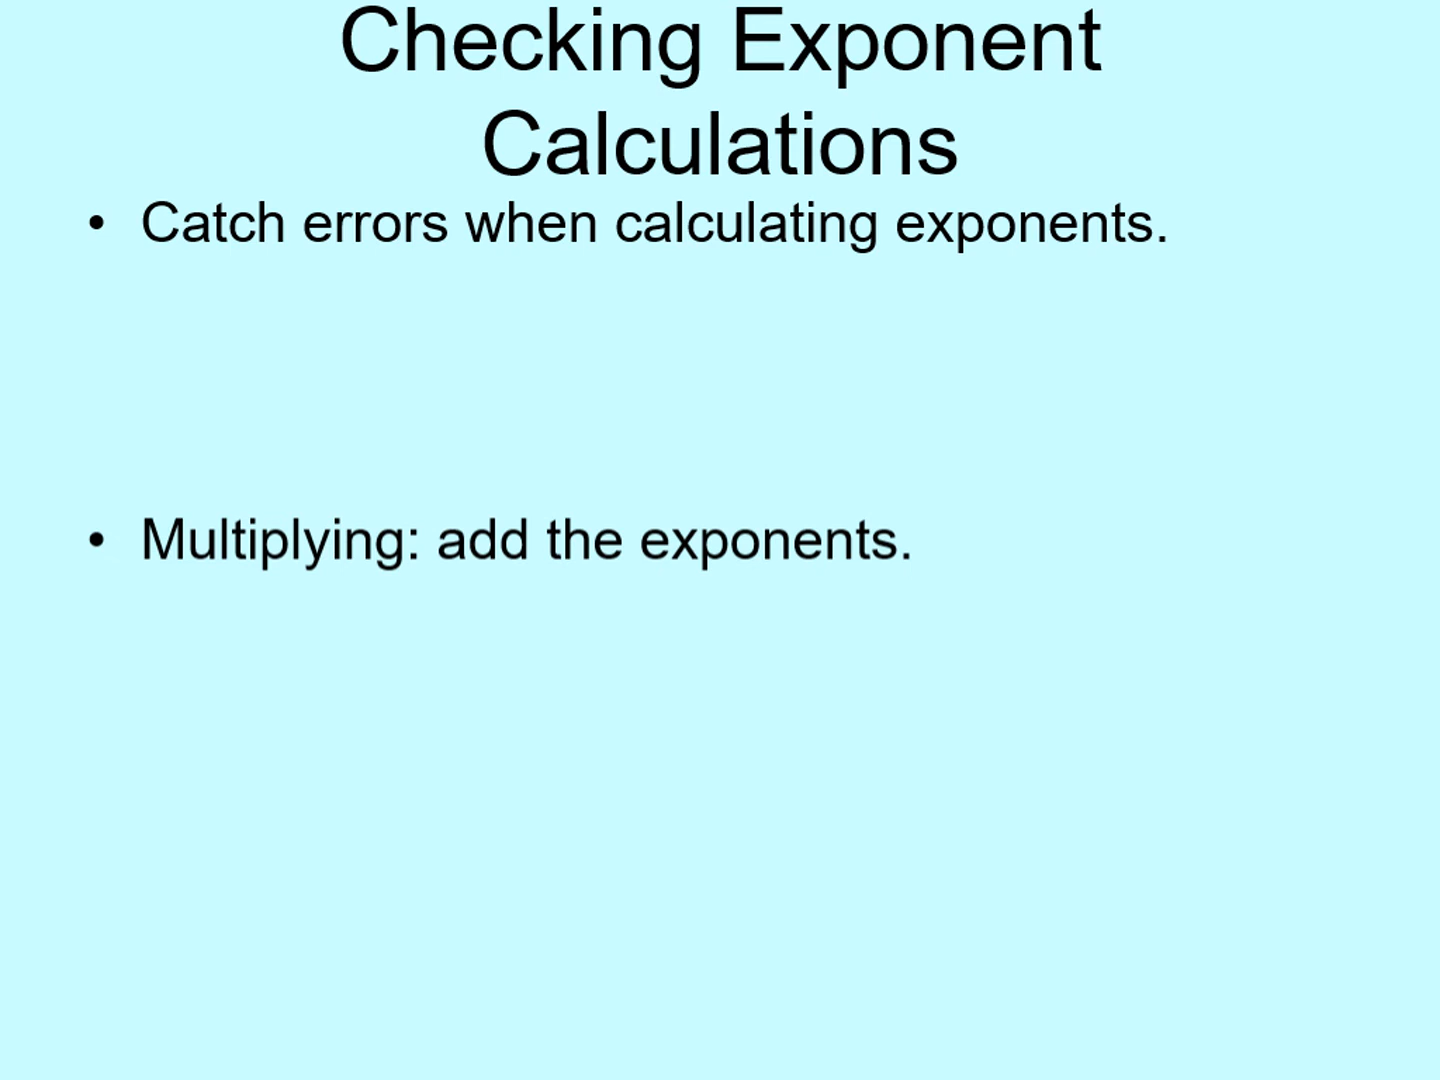 Checking Exponent
Calculations
• Catch errors when calculating exponents.
• Multiplying: add the exponents.